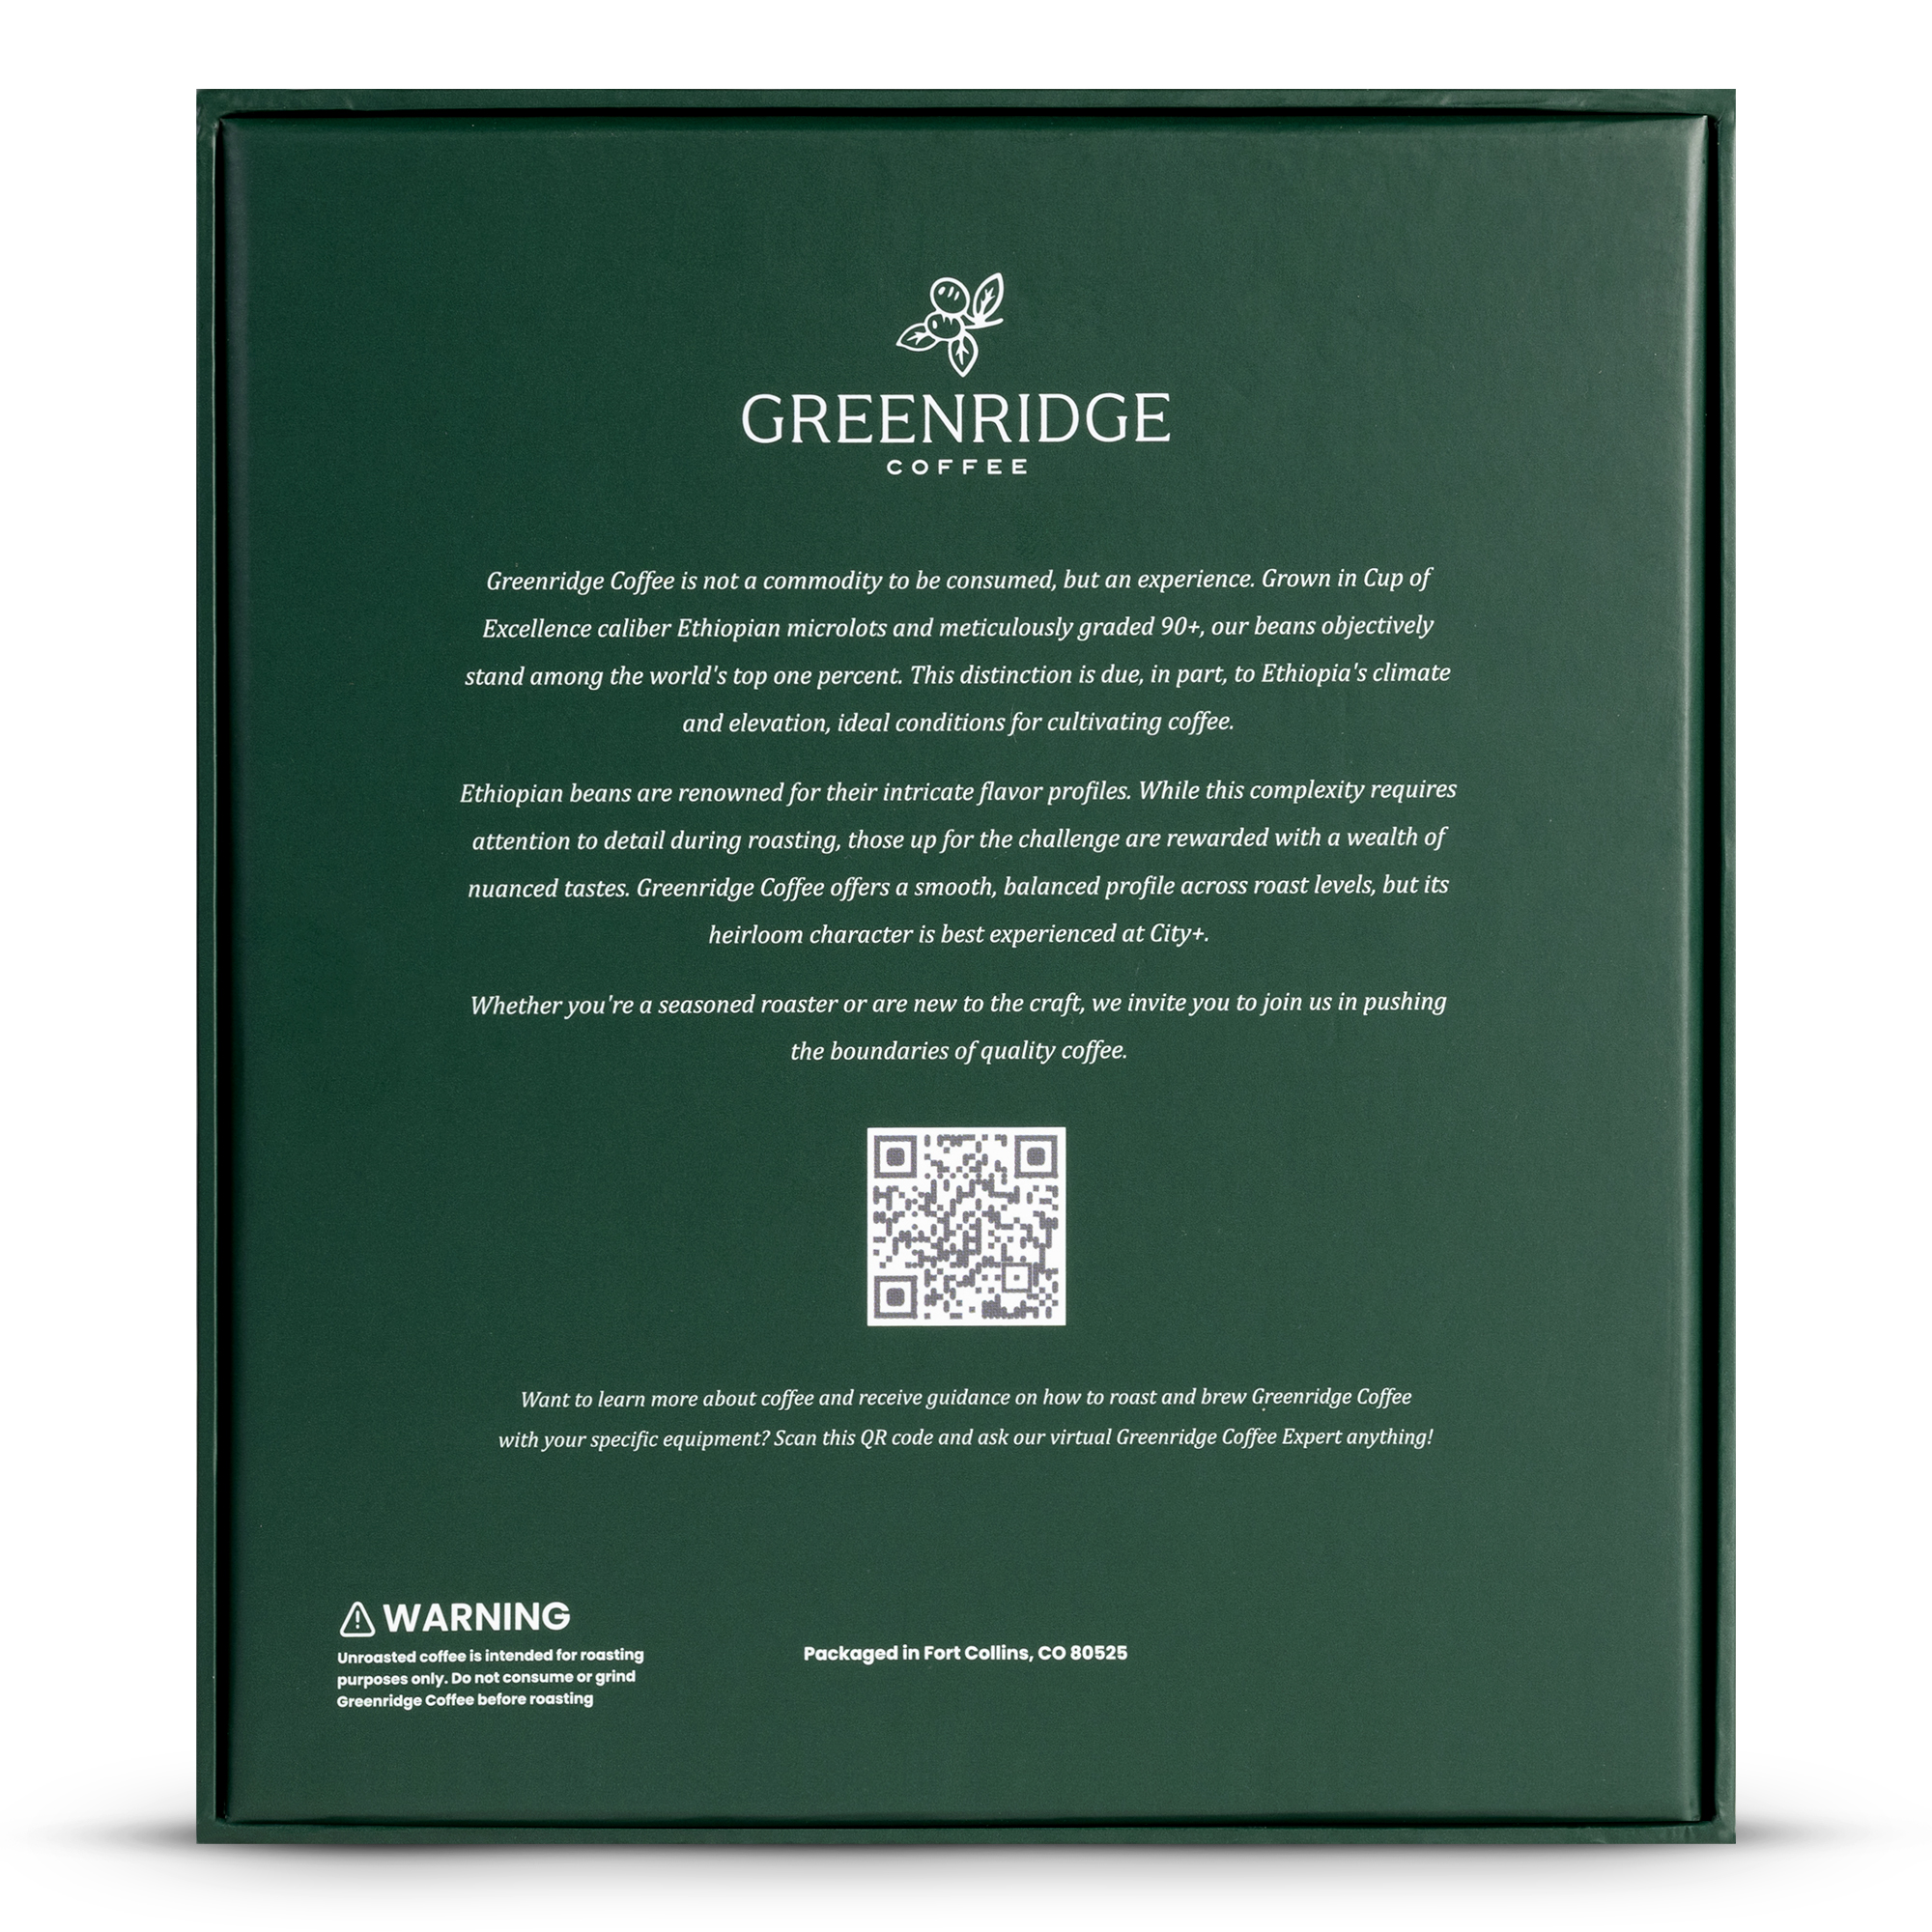 GREENRIDGE
COFFEE
Greenridge Coffee is not a commodity to be consumed, but an experience. Grown in Cup of
Excellence caliber Ethiopian microlots and meticulously graded 90+, our beans objectively
stand among the world's top one percent. This distinction is due, in part, to Ethiopia's climate
and elevation, ideal conditions for cultivating coffee.
Ethiopian beans are renowned for their intricate flavor profiles. While this complexity requires
attention to detail during roasting, those up for the challenge are rewarded with a wealth of
nuanced tastes. Greenridge Coffee offers a smooth, balanced profile across roast levels, but its
heirloom character is best experienced at City+.
Whether you're a seasoned roaster or are new to the craft, we invite you to join us in pushing
the boundaries of quality coffee.
Want to learn more about coffee and receive guidance on how to roast and brew Greenridge Coffee
with your specific equipment? Scan this QR code and ask our virtual Greenridge Coffee Expert anything!
WARNING
Unroasted coffee is intended for roasting
purposes only. Do not consume or grind
Greenridge Coffee before roasting
Packaged in Fort Collins, CO 80525